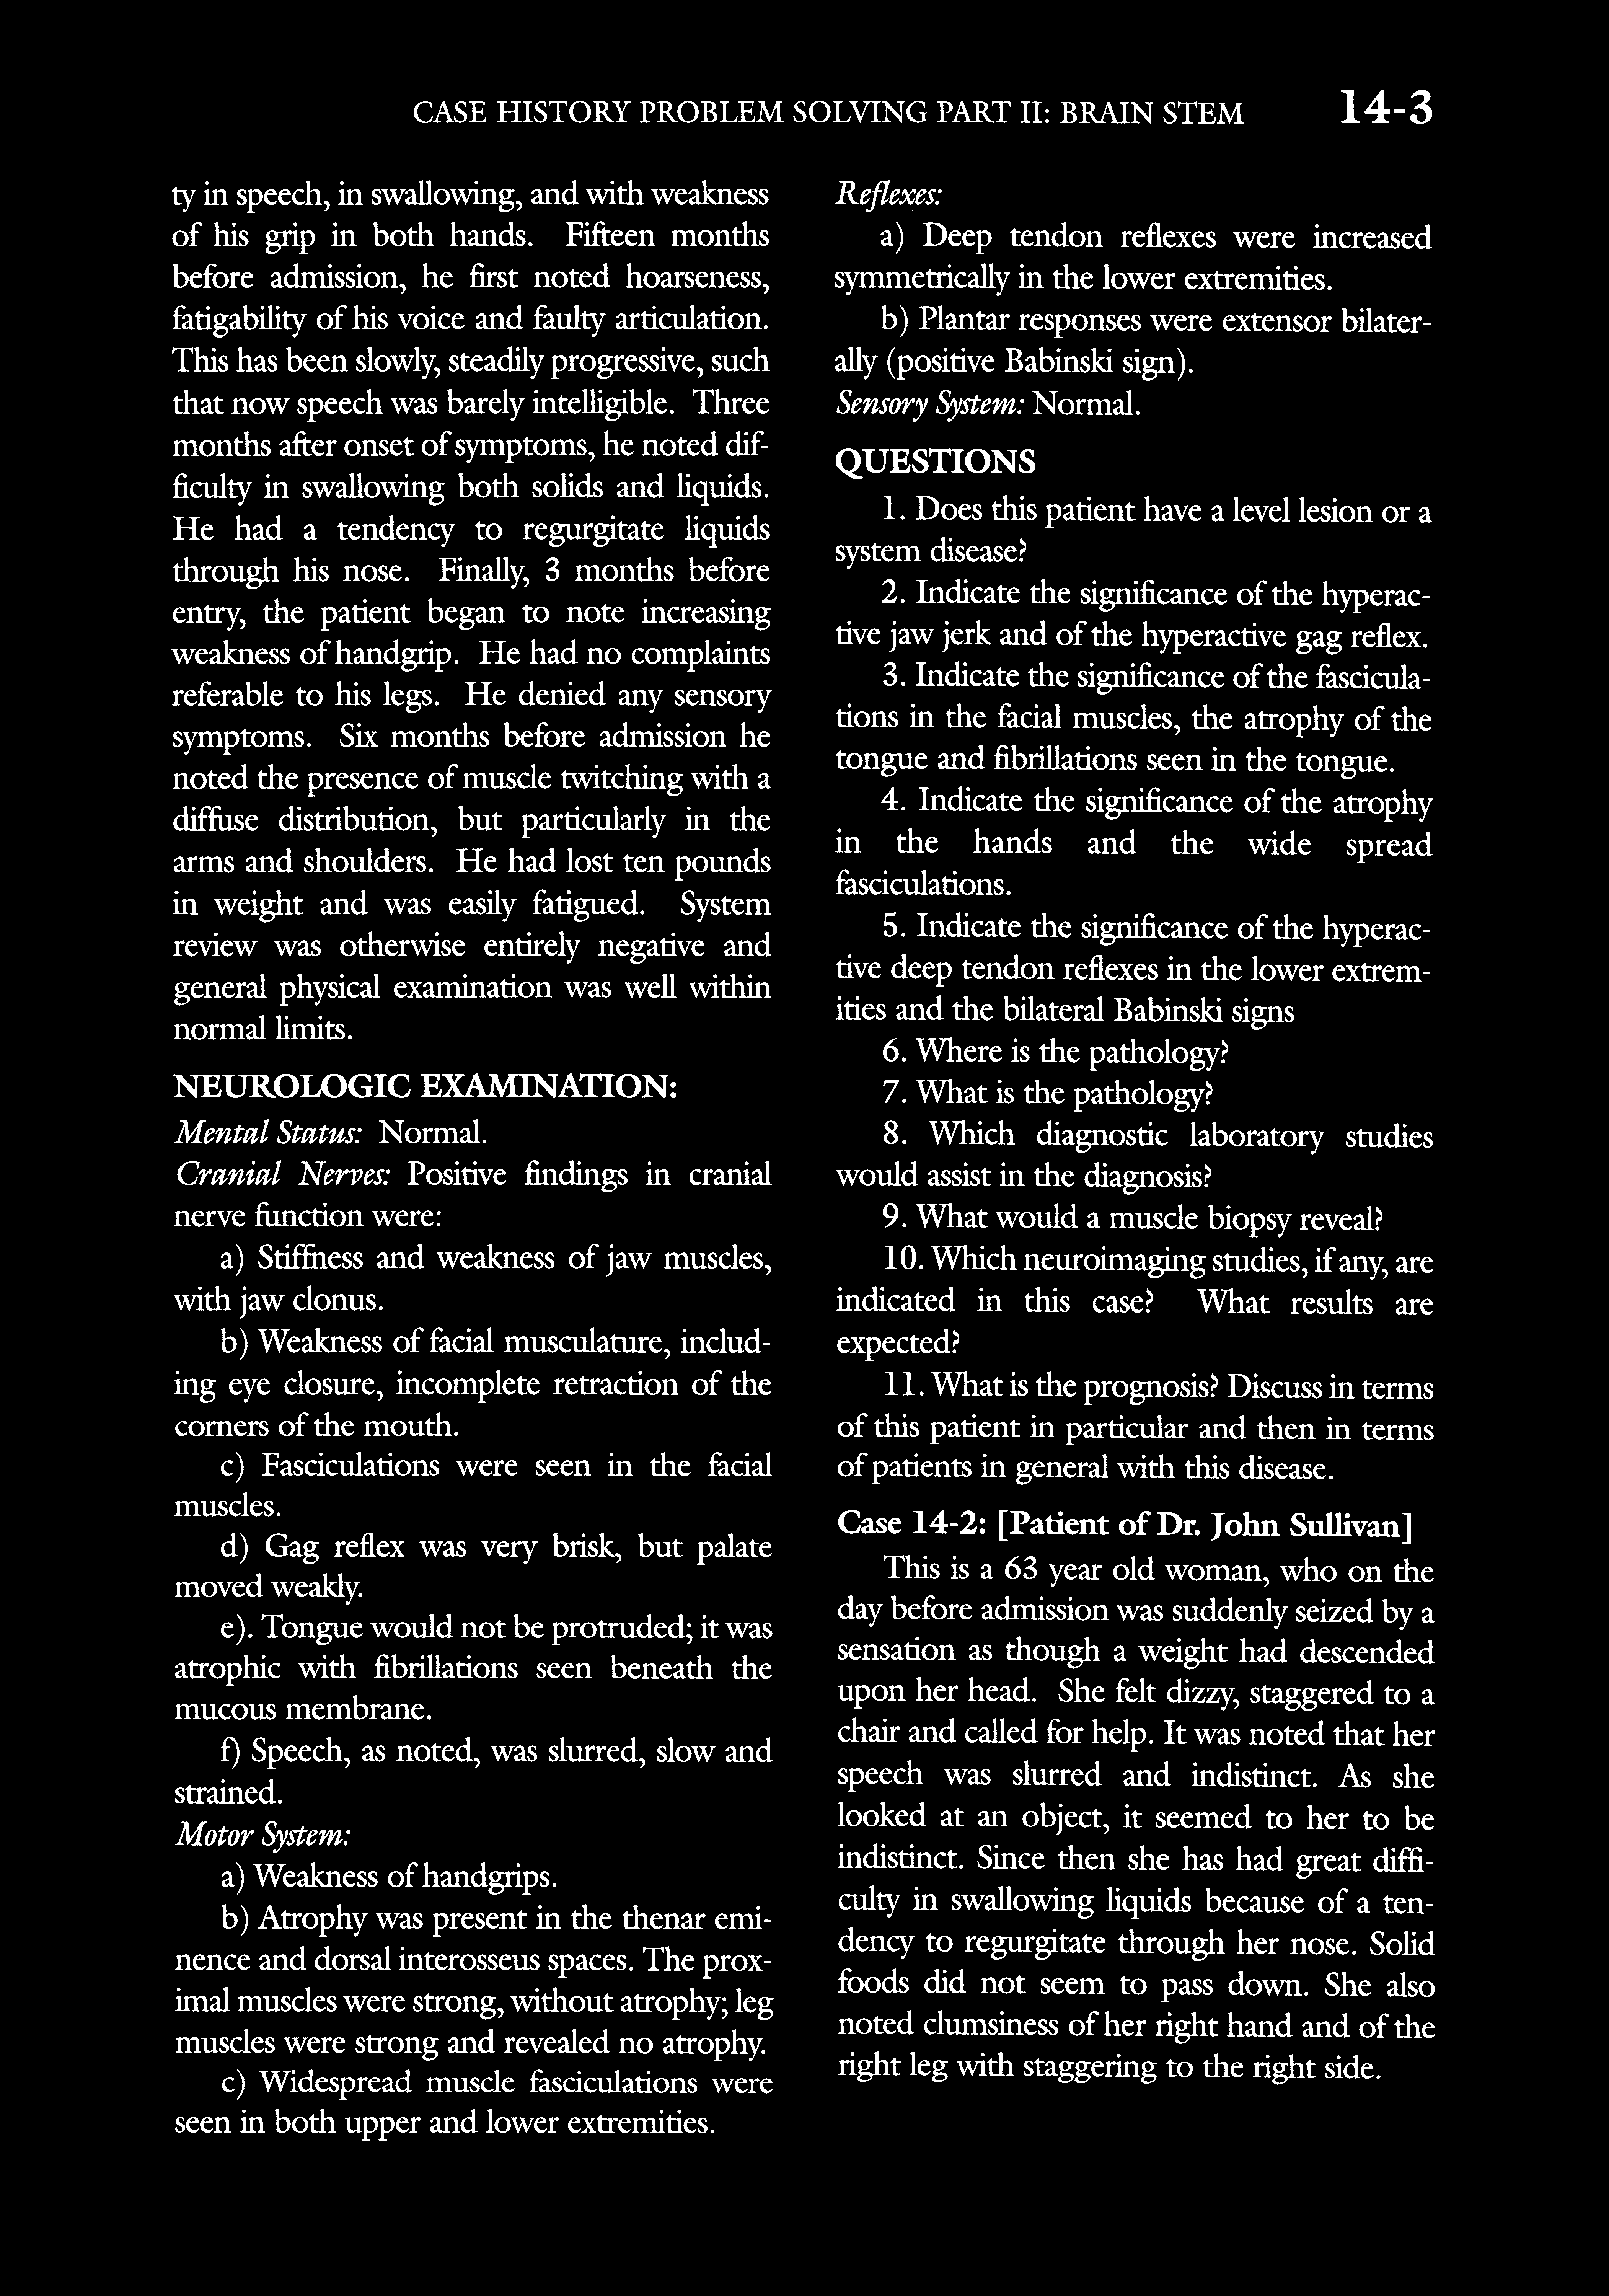 CASE HISTORY PROBLEM SOLVING PART II: BRAIN STEM 14-3
ty in speech, in swallowing, and with weakness
of his grip in both hands. Fifteen months
before admission, he first noted hoarseness,
fatigability of his voice and faulty articulation.
This has been slowly, steadily progressive, such
that now speech was barely intelligible. Three
months after onset of symptoms, he noted dif-
ficulty in swallowing both solids and liquids.
He had a tendency to regurgitate liquids
through his nose. Finally, 3 months before
entry, the patient began to note increasing
weakness of handgrip. He had no complaints
referable to his legs. He denied any sensory
symptoms. Six months before admission he
noted the presence of muscle twitching with a
diffuse distribution, but particularly in the
arms and shoulders. He had lost ten pounds
in weight and was easily fatigued. System
review was otherwise entirely negative and
general physical examination was well within
normal limits.
NEUROLOGIC EXAMINATION:
Mental Status: Normal.
Cranial Nerves: Positive findings in cranial
nerve function were:
a) Stiffness and weakness of jaw muscles,
with jaw clonus.
b) Weakness of facial musculature, includ-
ing eye closure, incomplete retraction of the
corners of the mouth.
c) Fasciculations were seen in the facial
muscles.
d) Gag reflex was very brisk, but palate
moved weakly.
e). Tongue would not be protruded; it was
atrophic with fibrillations seen beneath the
mucous membrane.
f) Speech, as noted, was slurred, slow and
strained.
Motor System:
a) Weakness of handgrips.
b) Atrophy was present in the thenar emi-
nence and dorsal interosseus spaces. The prox-
imal muscles were strong, without atrophy; leg
muscles were strong and revealed no atrophy.
c) Widespread muscle fasciculations were
seen in both upper and lower extremities.
Reflexes:
a) Deep tendon reflexes were increased
symmetrically in the lower extremities.
b) Plantar responses were extensor bilater-
ally (positive Babinski sign).
Sensory System: Normal.
QUESTIONS
1. Does this patient have a level lesion or a
system disease?
2. Indicate the significance of the hyperac-
tive jaw jerk and of the hyperactive gag reflex.
3. Indicate the significance of the fascicula-
tions in the facial muscles, the atrophy of the
tongue and fibrillations seen in the tongue.
4. Indicate the significance of the atrophy
in the hands and the wide spread
fasciculations.
5. Indicate the significance of the hyperac-
tive deep tendon reflexes in the lower extrem-
ities and the bilateral Babinski signs
6. Where is the pathology?
7. What is the pathology?
8. Which diagnostic laboratory studies
would assist in the diagnosis?
9. What would a muscle biopsy reveal?
10. Which neuroimaging studies, if any, are
indicated in this case? What results are
expected?
11. What is the prognosis? Discuss in terms
of this patient in particular and then in terms
of patients in general with this disease.
Case 14-2: [Patient of Dr. John Sullivan]
This is a 63 year old woman, who on the
day before admission was suddenly seized by a
sensation as though a weight had descended
upon her head. She felt dizzy, staggered to a
chair and called for help. It was noted that her
speech was slurred and indistinct. As she
looked at an object, it seemed to her to be
indistinct. Since then she has had great diffi-
culty in swallowing liquids because of a ten-
dency to regurgitate through her nose. Solid
foods did not seem to pass down. She also
noted clumsiness of her right hand and of the
right leg with staggering to the right side.